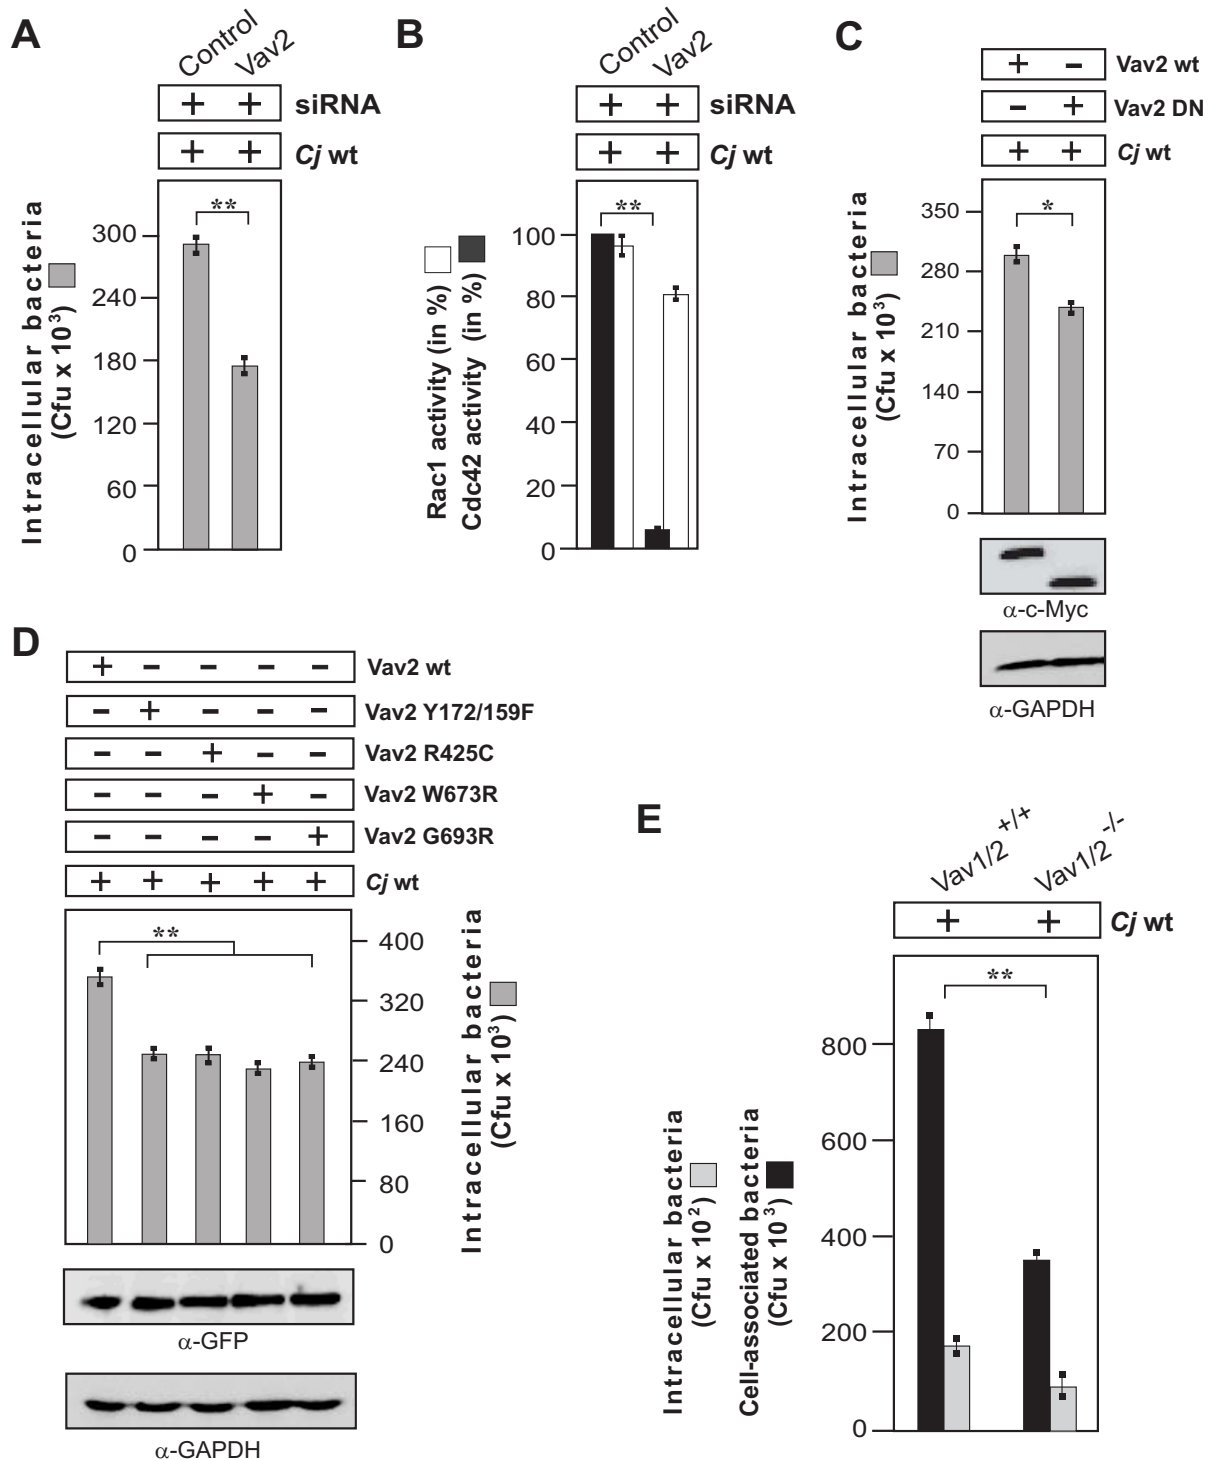 A
Control
Vav2
+ + siRNA
+ + Cj wt
Intracellular bacteria
(Cfu x 10³)
**
300
240
180
120
60
0
B
Control
Vav2
+ + siRNA
+ + Cj wt
Rac1 activity (in %)
Cdc42 activity (in %)
**
100
80
60
40
20
0
C
+ – Vav2 wt
– + Vav2 DN
+ + Cj wt
Intracellular bacteria
(Cfu x 10³)
*
350
280
210
140
70
0
α-c-Myc
α-GAPDH
D
+ – – – – Vav2 wt
– + – – – Vav2 Y172/159F
– – + – – Vav2 R425C
– – – + – Vav2 W673R
– – – – + Vav2 G693R
+ + + + + Cj wt
**
400
320
240
160
80
0
Intracellular bacteria
(Cfu x 10³)
α-GFP
α-GAPDH
E
Vav1/2+/+
Vav1/2-/-
+ + Cj wt
Intracellular bacteria
(Cfu x 10²)
Cell-associated bacteria
(Cfu x 10³)
**
800
600
400
200
0